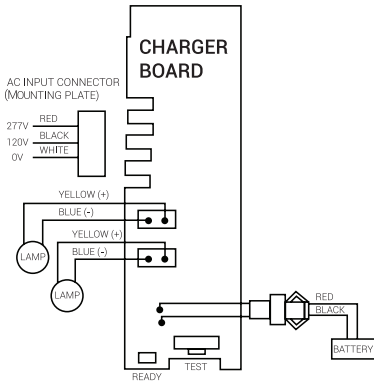 CHARGER
BOARD
AC INPUT CONNECTOR
(MOUNTING PLATE)
277V RED
120V BLACK
0V WHITE
YELLOW (+)
BLUE (-)
YELLOW (+)
BLUE (-)
LAMP
LAMP
RED
BLACK
BATTERY
READY
TEST